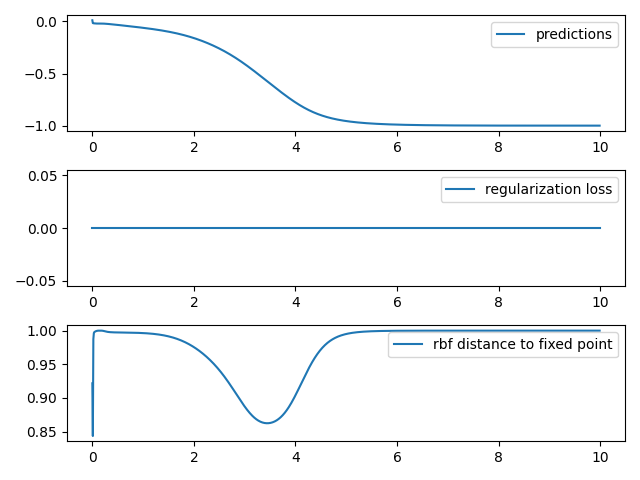 0.0
predictions
−0.5
−1.0
0 2 4 6 8 10
0.05
regularization loss
0.00
−0.05
0 2 4 6 8 10
1.00
rbf distance to fixed point
0.95
0.90
0.85
0 2 4 6 8 10